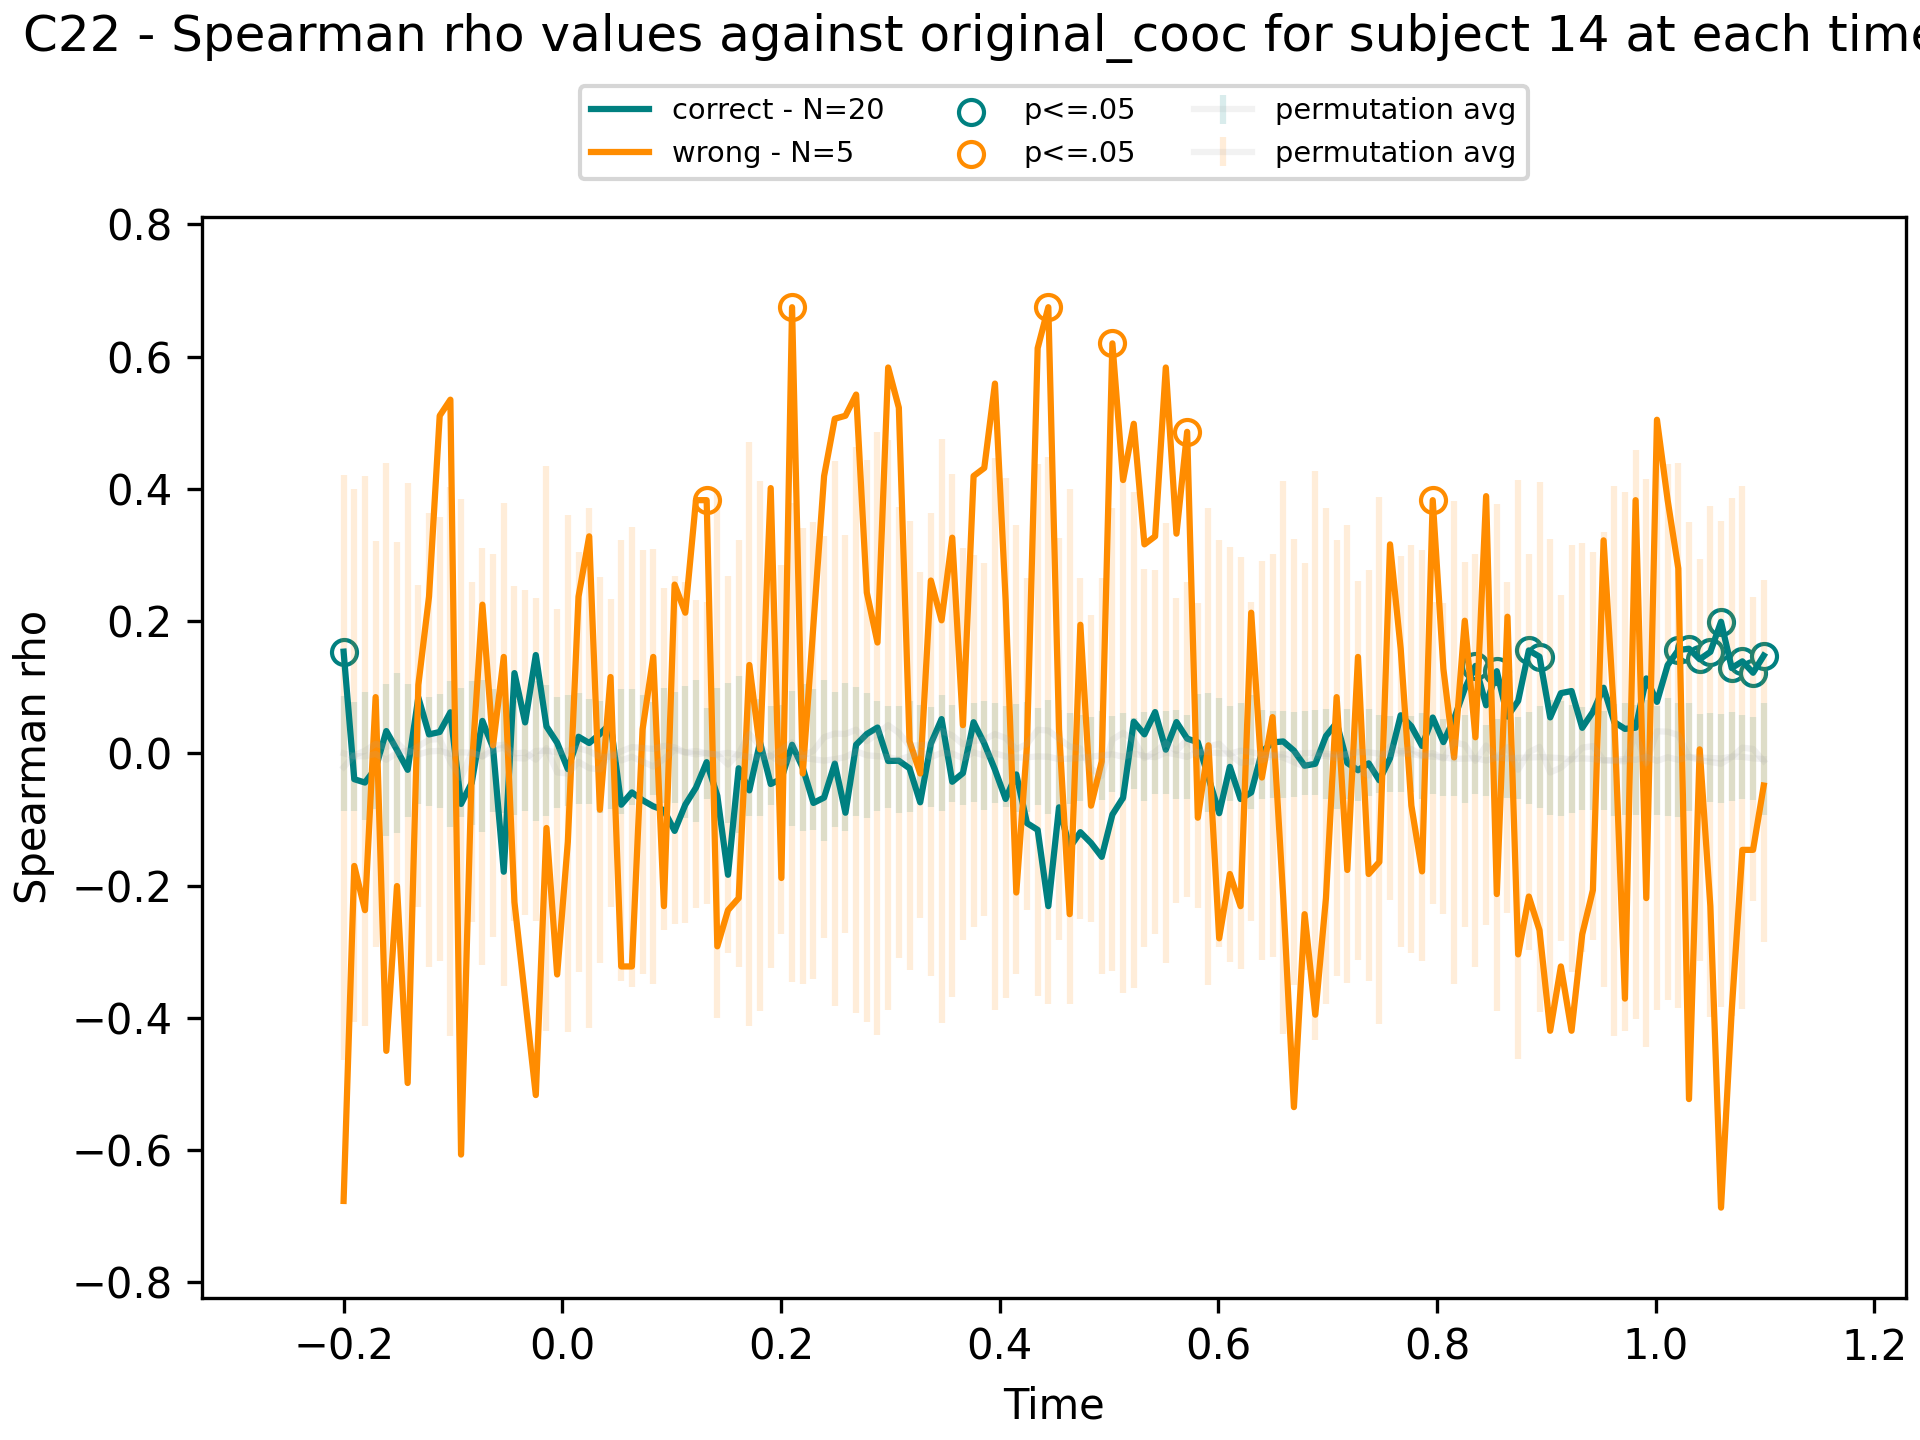 C22 - Spearman rho values against original_cooc for subject 14 at each time
correct - N=20 p<=.05 permutation avg
wrong - N=5 p<=.05 permutation avg
0.8
0.6
0.4
0.2
0.0
−0.2
−0.4
−0.6
−0.8
Spearman rho
−0.2 0.0 0.2 0.4 0.6 0.8 1.0 1.2
Time